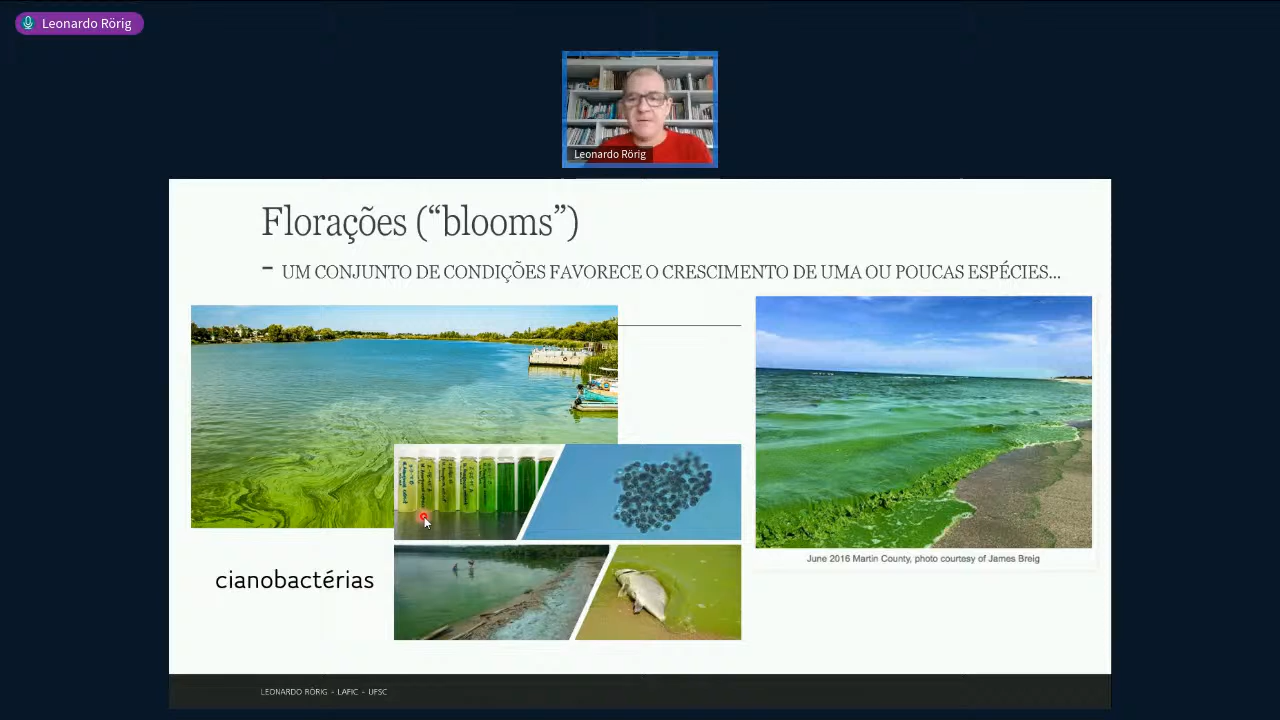 Leonardo Rörig
Leonardo Rörig
Florações (“blooms”)
- UM CONJUNTO DE CONDIÇÕES FAVORECE O CRESCIMENTO DE UMA OU POUCAS ESPÉCIES...
cianobactérias
June 2016 Martin County, photo courtesy of James Breig
LEONARDO RÖRIG – LAFIC – UFSC